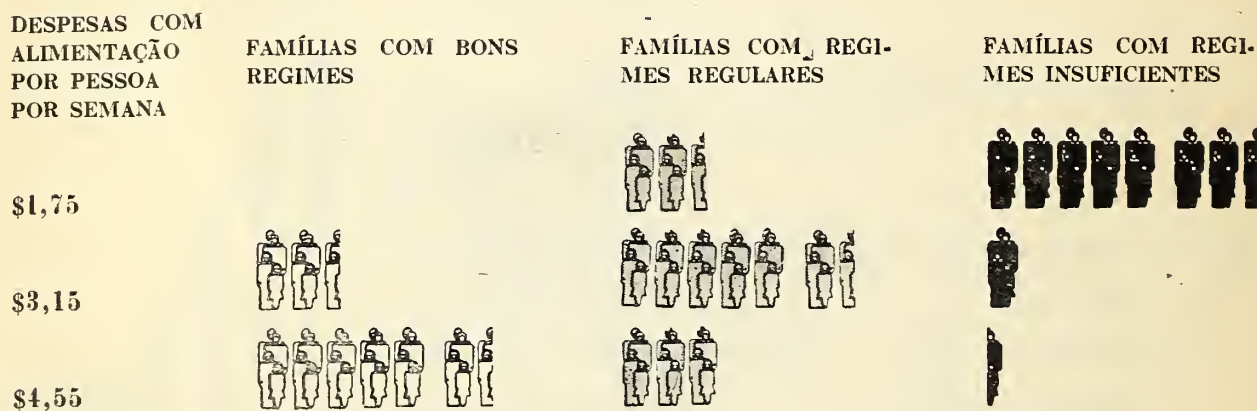 DESPESAS COM
ALIMENTAÇÃO
POR PESSOA
POR SEMANA
FAMÍLIAS COM BONS
REGIMES
FAMÍLIAS COM REGI-
MES REGULARES
FAMÍLIAS COM REGI-
MES INSUFICIENTES
$1,75
$3,15
$4,55